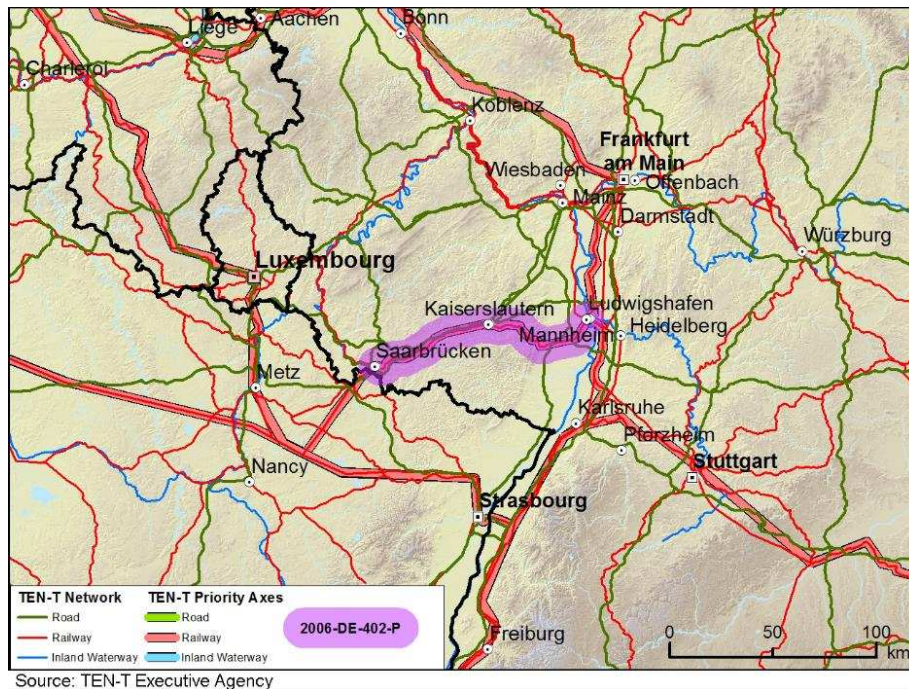 Bonn
Aachen
Liege
Charleroi
Koblenz
Frankfurt
am Main
Wiesbaden
Offenbach
Mainz
Darmstadt
Würzburg
Luxembourg
Kaiserslautern
Ludwigshafen
Mannheim
Heidelberg
Saarbrücken
Metz
Karlsruhe
Pforzheim
Stuttgart
Nancy
Strasbourg
Freiburg
TEN-T Network
Road
Railway
Inland Waterway
TEN-T Priority Axes
Road
Railway
Inland Waterway
2006-DE-402-P
0 50 100
km
Source: TEN-T Executive Agency